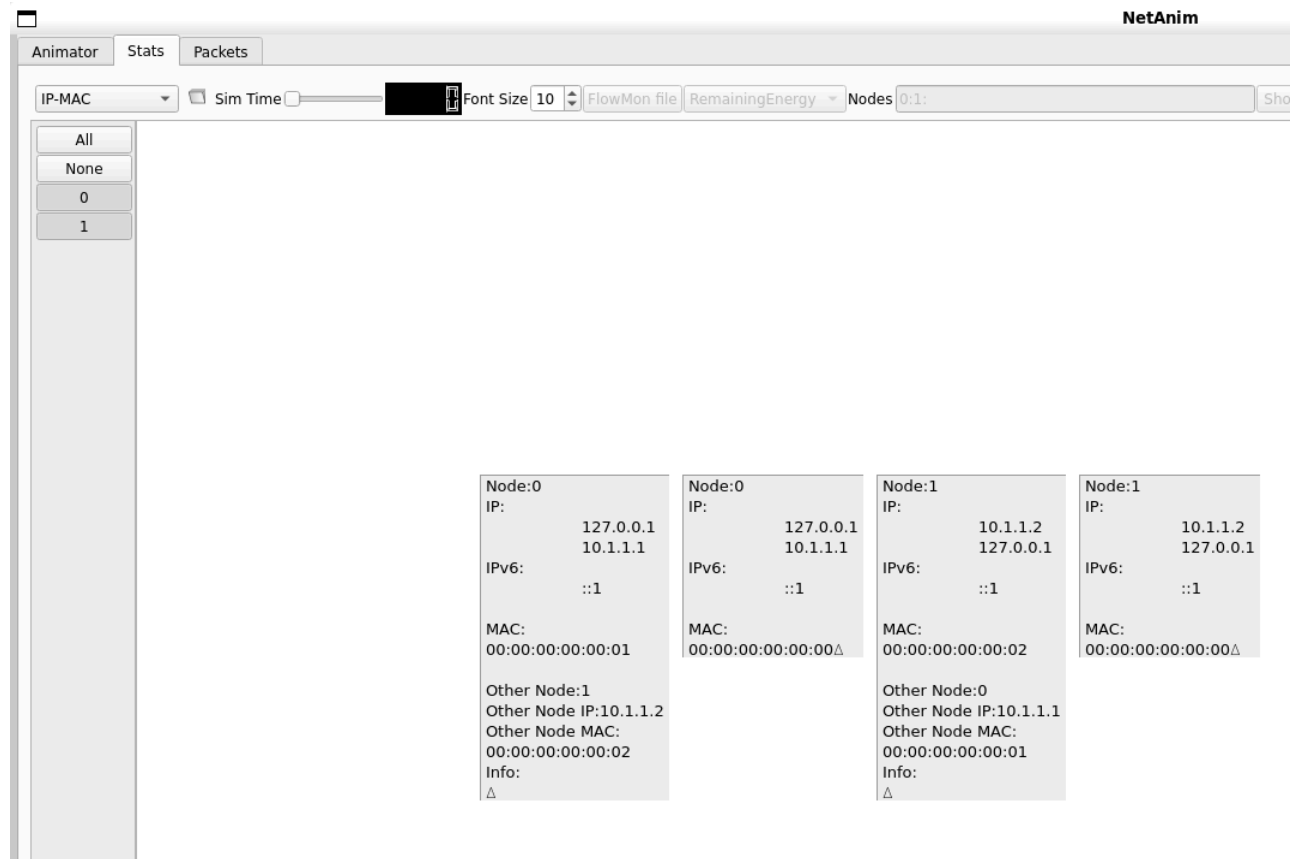 NetAnim
Animator Stats Packets
IP-MAC Sim Time 0 Font Size 10 FlowMon file RemainingEnergy Nodes 0:1: Sho
All
None
0
1
Node:0
IP:
127.0.0.1
10.1.1.1
IPv6:
::1
MAC:
00:00:00:00:00:01
Other Node:1
Other Node IP:10.1.1.2
Other Node MAC:
00:00:00:00:00:02
Info:
Node:0
IP:
127.0.0.1
10.1.1.1
IPv6:
::1
MAC:
00:00:00:00:00:00
Node:1
IP:
10.1.1.2
127.0.0.1
IPv6:
::1
MAC:
00:00:00:00:00:02
Other Node:0
Other Node IP:10.1.1.1
Other Node MAC:
00:00:00:00:00:01
Info:
Node:1
IP:
10.1.1.2
127.0.0.1
IPv6:
::1
MAC:
00:00:00:00:00:00